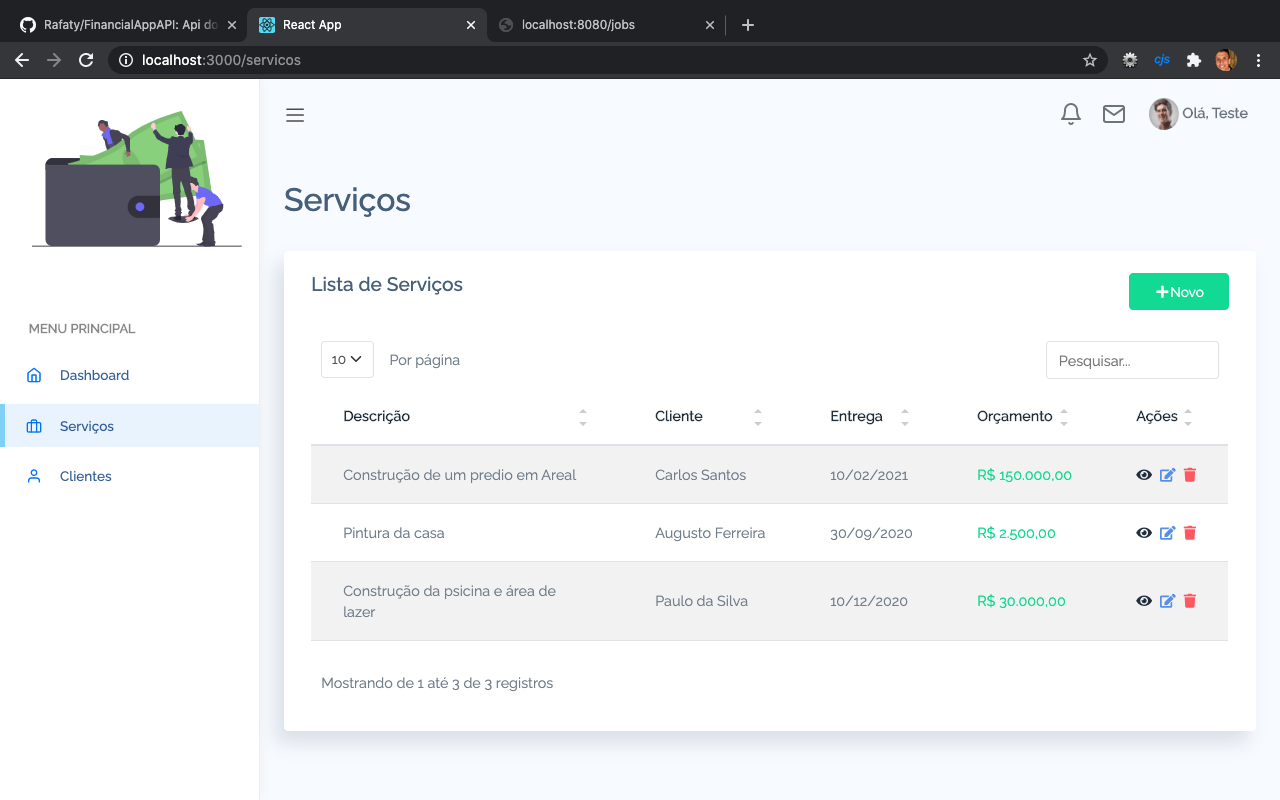 Rafaty/FinancialAppAPI: Api do
React App
localhost:8080/jobs
localhost:3000/servicos
cjs
Olá, Teste
Serviços
Lista de Serviços
Novo
MENU PRINCIPAL
Dashboard
Serviços
Clientes
10
Por página
Pesquisar...
Descrição Cliente Entrega Orçamento Ações
Construção de um predio em Areal Carlos Santos 10/02/2021 R$ 150.000,00
Pintura da casa Augusto Ferreira 30/09/2020 R$ 2.500,00
Construção da psicina e área de
lazer
Paulo da Silva 10/12/2020 R$ 30.000,00
Mostrando de 1 até 3 de 3 registros